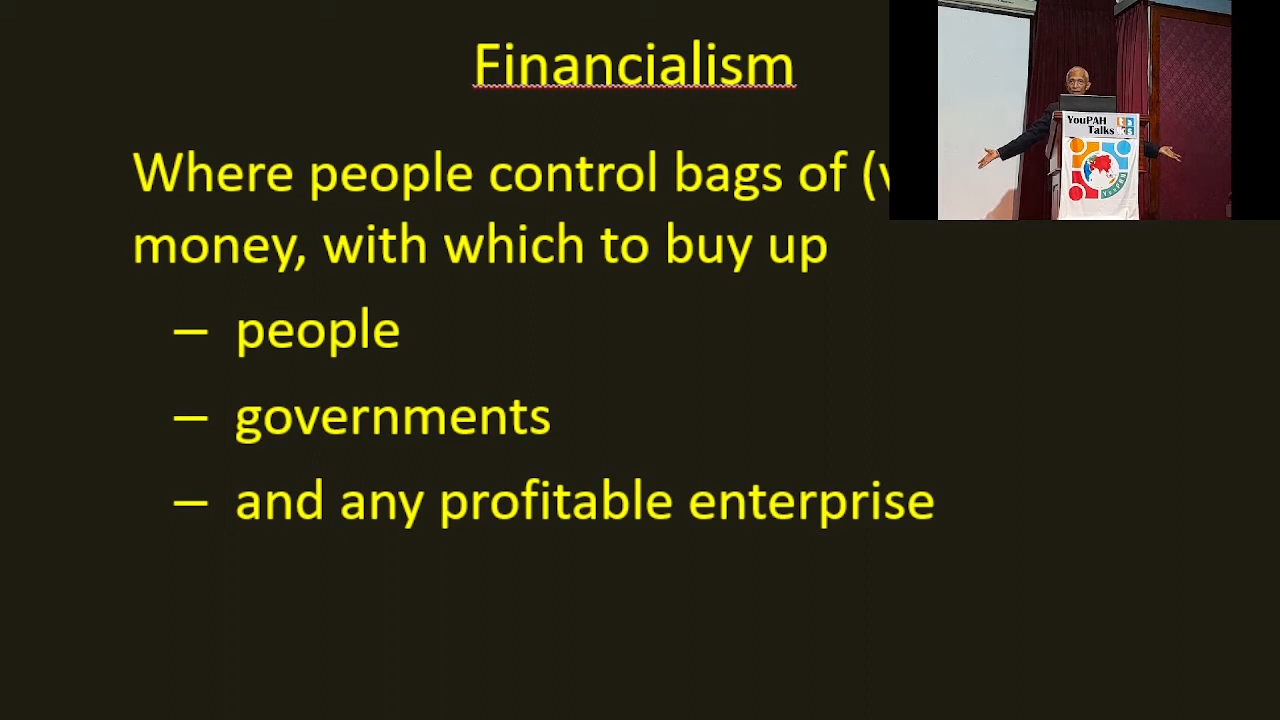 Financialism
Where people control bags of (v
money, with which to buy up
– people
– governments
– and any profitable enterprise
YouPAH
Talks